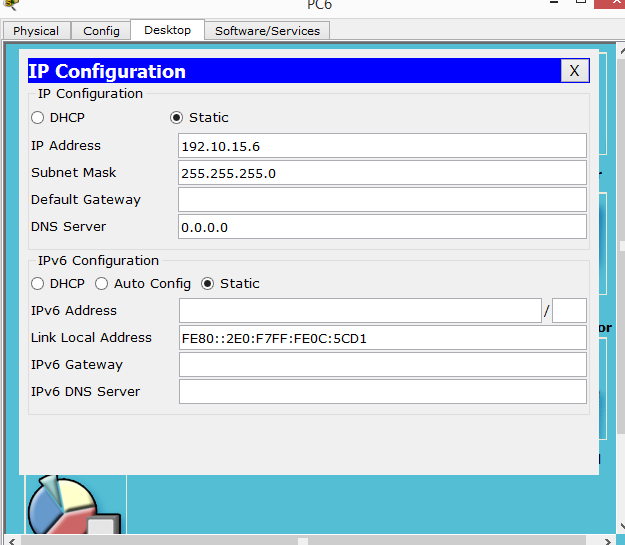 PC6
Physical Config Desktop Software/Services
IP Configuration X
IP Configuration
DHCP Static
IP Address 192.10.15.6
Subnet Mask 255.255.255.0
Default Gateway
DNS Server 0.0.0.0
IPv6 Configuration
DHCP Auto Config Static
IPv6 Address /
Link Local Address FE80::2E0:F7FF:FE0C:5CD1
IPv6 Gateway
IPv6 DNS Server